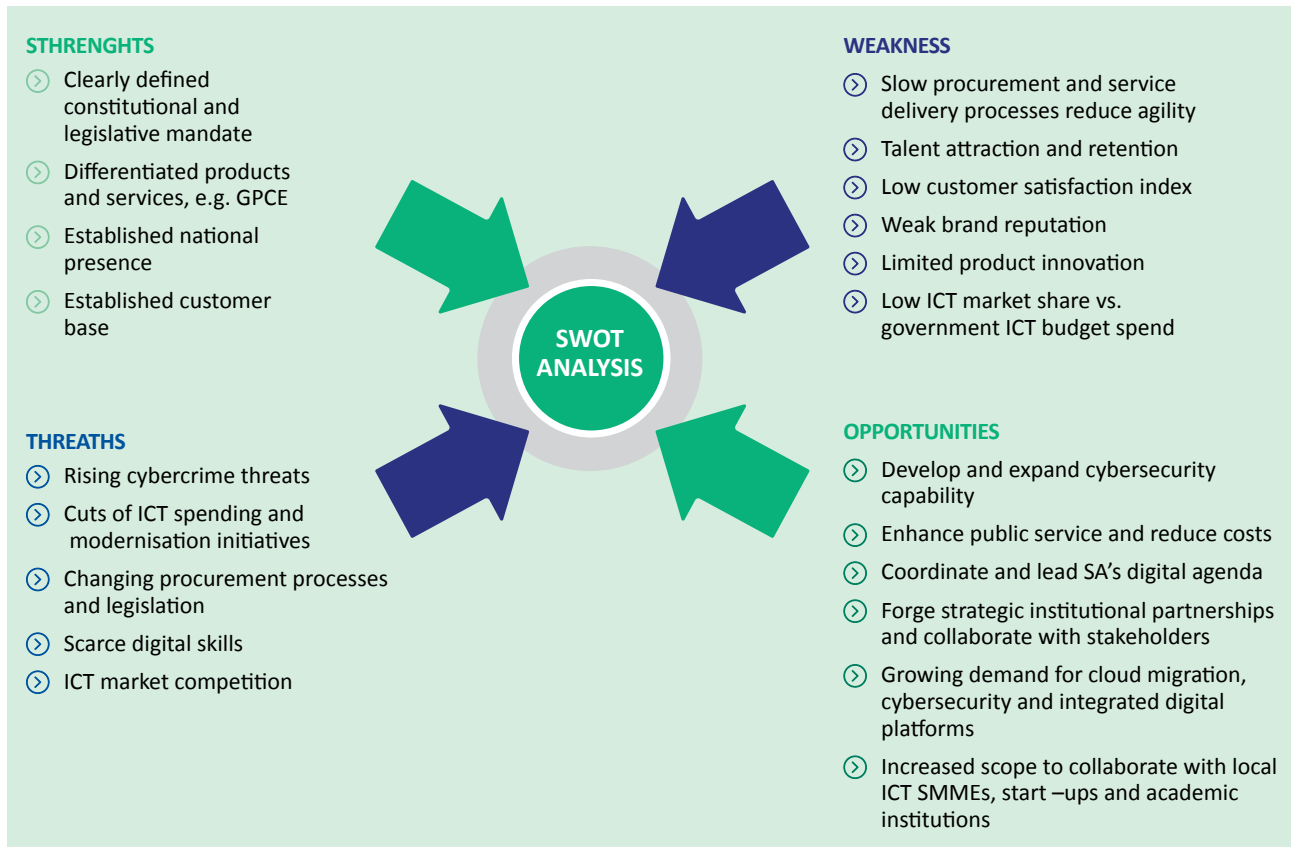 STHRENGHTS
Clearly defined
constitutional and
legislative mandate
Differentiated products
and services, e.g. GPCE
Established national
presence
Established customer
base
WEAKNESS
Slow procurement and service
delivery processes reduce agility
Talent attraction and retention
Low customer satisfaction index
Weak brand reputation
Limited product innovation
Low ICT market share vs.
government ICT budget spend
SWOT
ANALYSIS
THREATHS
Rising cybercrime threats
Cuts of ICT spending and
modernisation initiatives
Changing procurement processes
and legislation
Scarce digital skills
ICT market competition
OPPORTUNITIES
Develop and expand cybersecurity
capability
Enhance public service and reduce costs
Coordinate and lead SA’s digital agenda
Forge strategic institutional partnerships
and collaborate with stakeholders
Growing demand for cloud migration,
cybersecurity and integrated digital
platforms
Increased scope to collaborate with local
ICT SMMEs, start –ups and academic
institutions